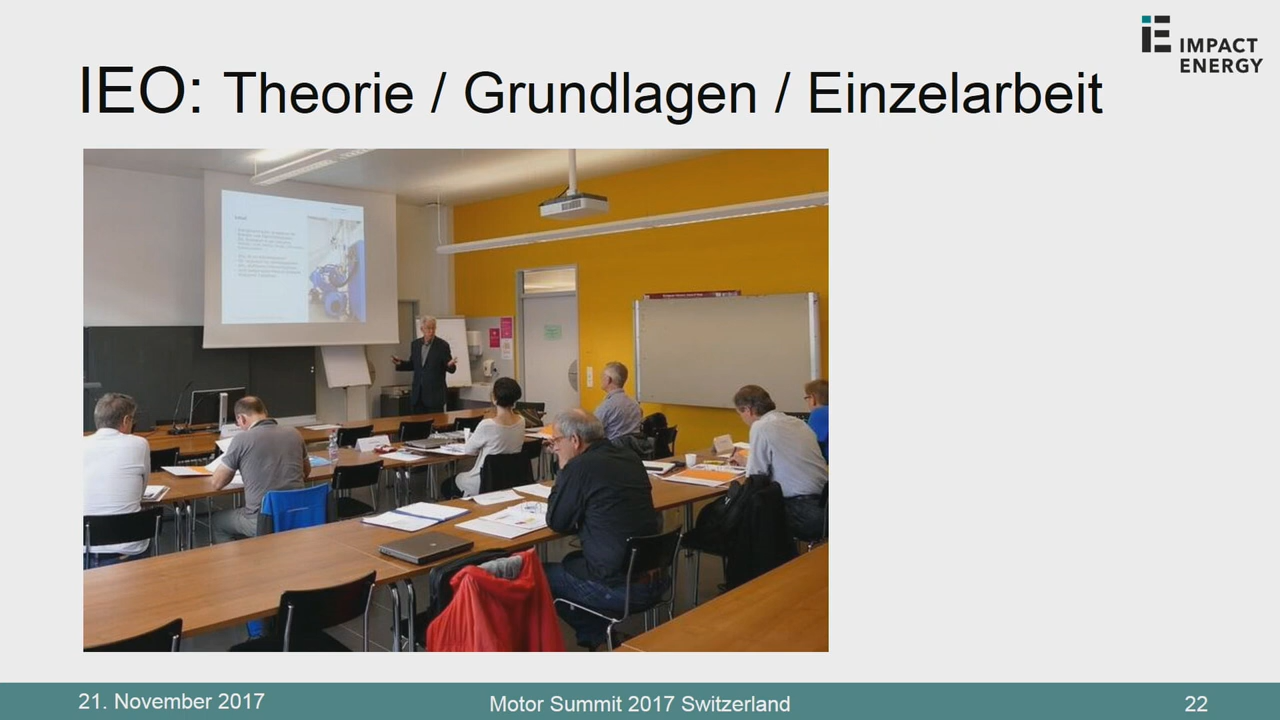 IMPACT
ENERGY
IEO: Theorie / Grundlagen / Einzelarbeit
21. November 2017
Motor Summit 2017 Switzerland
22